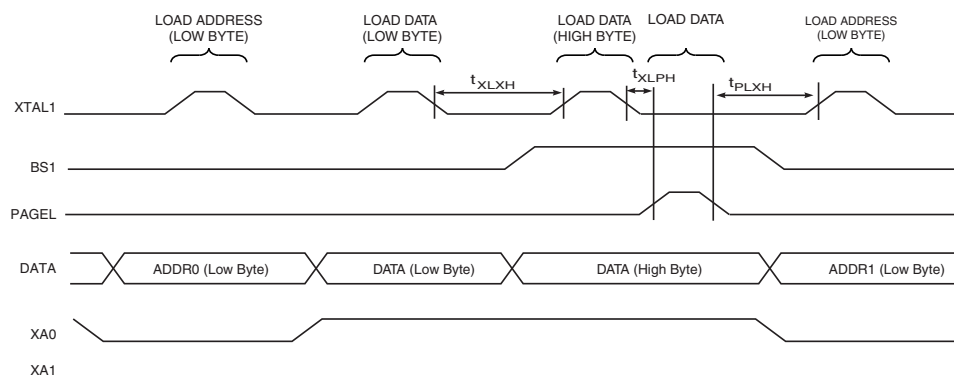 LOAD ADDRESS
(LOW BYTE)
LOAD DATA
(LOW BYTE)
LOAD DATA
(HIGH BYTE)
LOAD DATA
LOAD ADDRESS
(LOW BYTE)
tXLXH
tXLPH
tPLXH
XTAL1
BS1
PAGEL
DATA
ADDR0 (Low Byte)
DATA (Low Byte)
DATA (High Byte)
ADDR1 (Low Byte)
XA0
XA1